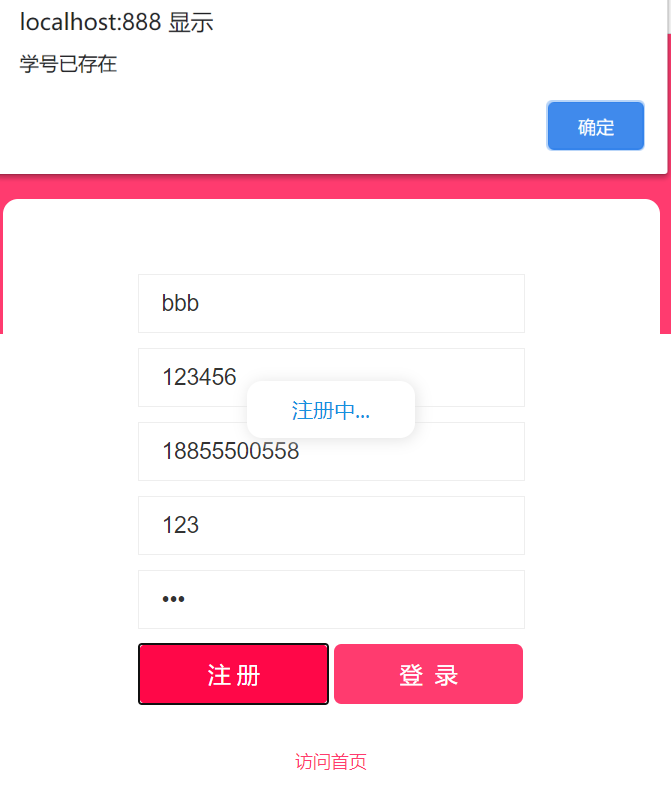 localhost:888 显示
学号已存在
确定
bbb
123456
注册中...
18855500558
123
•••
注 册
登 录
访问首页